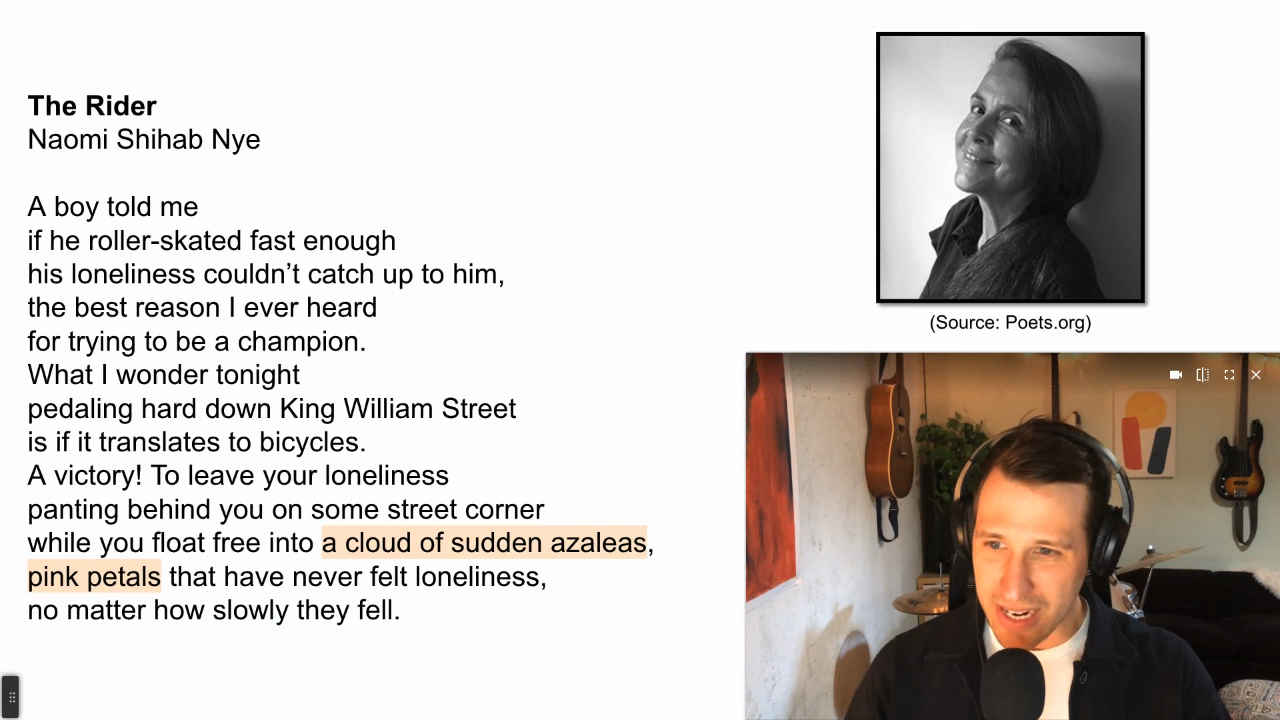 The Rider
Naomi Shihab Nye
A boy told me
if he roller-skated fast enough
his loneliness couldn’t catch up to him,
the best reason I ever heard
for trying to be a champion.
What I wonder tonight
pedaling hard down King William Street
is if it translates to bicycles.
A victory! To leave your loneliness
panting behind you on some street corner
while you float free into a cloud of sudden azaleas,
pink petals that have never felt loneliness,
no matter how slowly they fell.
(Source: Poets.org)